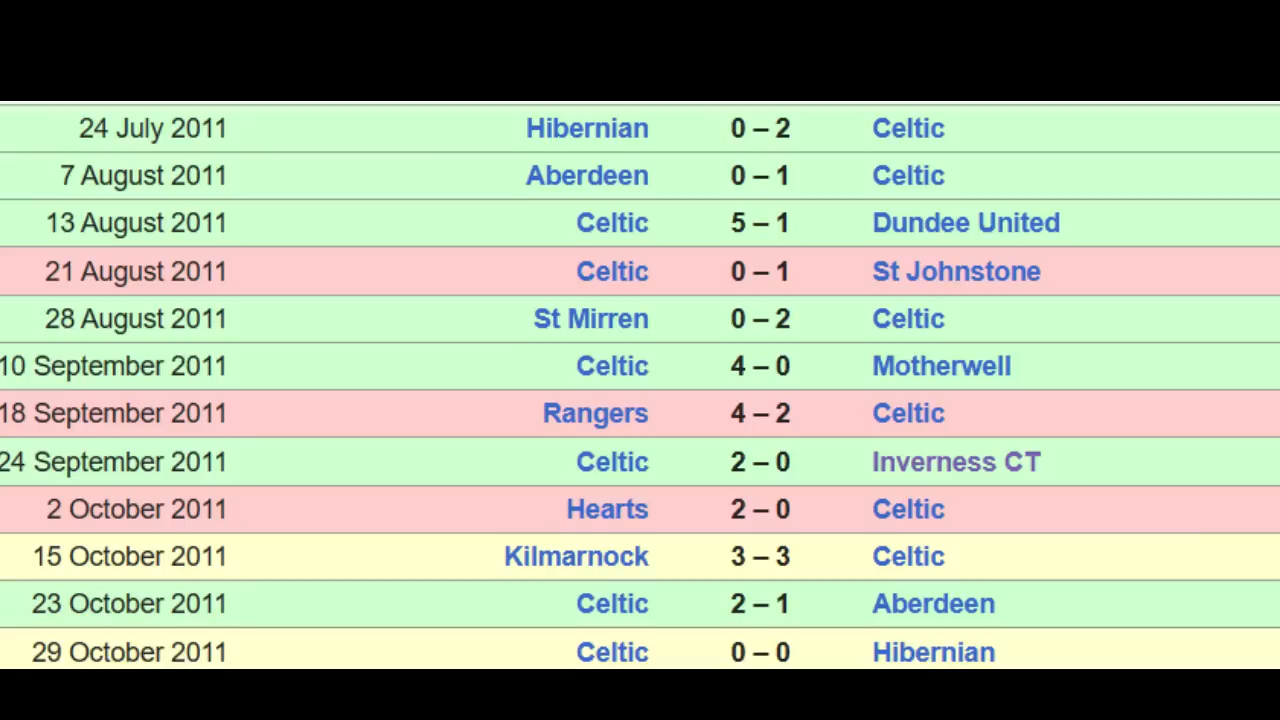 24 July 2011 Hibernian 0 – 2 Celtic
7 August 2011 Aberdeen 0 – 1 Celtic
13 August 2011 Celtic 5 – 1 Dundee United
21 August 2011 Celtic 0 – 1 St Johnstone
28 August 2011 St Mirren 0 – 2 Celtic
10 September 2011 Celtic 4 – 0 Motherwell
18 September 2011 Rangers 4 – 2 Celtic
24 September 2011 Celtic 2 – 0 Inverness CT
2 October 2011 Hearts 2 – 0 Celtic
15 October 2011 Kilmarnock 3 – 3 Celtic
23 October 2011 Celtic 2 – 1 Aberdeen
29 October 2011 Celtic 0 – 0 Hibernian